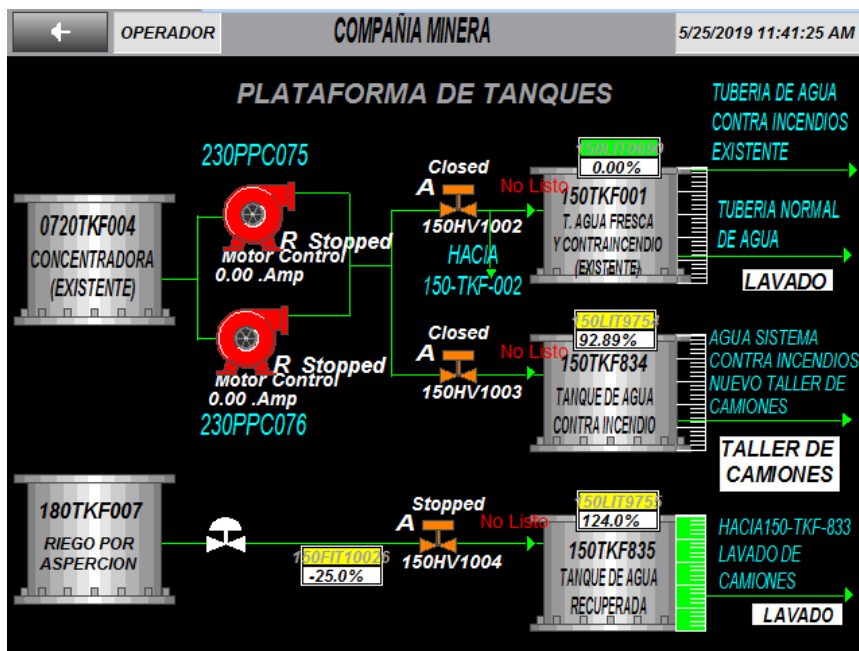 OPERADOR
COMPAÑIA MINERA
5/25/2019 11:41:25 AM
PLATAFORMA DE TANQUES
TUBERIA DE AGUA
CONTRA INCENDIOS
EXISTENTE
230PPC075
Closed
A
No Listo
150HV1002
HACIA
150-TKF-002
150LIT0690
0.00%
150TKF001
T. AGUA FRESCA
Y CONTRAINCENDIO
(EXISTENTE)
TUBERIA NORMAL
DE AGUA
LAVADO
0720TKF004
CONCENTRADORA
(EXISTENTE)
R Stopped
Motor Control
0.00 .Amp
R Stopped
Motor Control
0.00 .Amp
230PPC076
Closed
A
No Listo
150HV1003
150LIT9754
92.89%
150TKF834
TANQUE DE AGUA
CONTRA INCENDIO
AGUA SISTEMA
CONTRA INCENDIOS
NUEVO TALLER DE
CAMIONES
TALLER DE
CAMIONES
180TKF007
RIEGO POR
ASPERCION
150FIT10026
-25.0%
Stopped
A
No Listo
150HV1004
150LIT9755
124.0%
150TKF835
TANQUE DE AGUA
RECUPERADA
HACIA150-TKF-833
LAVADO DE
CAMIONES
LAVADO